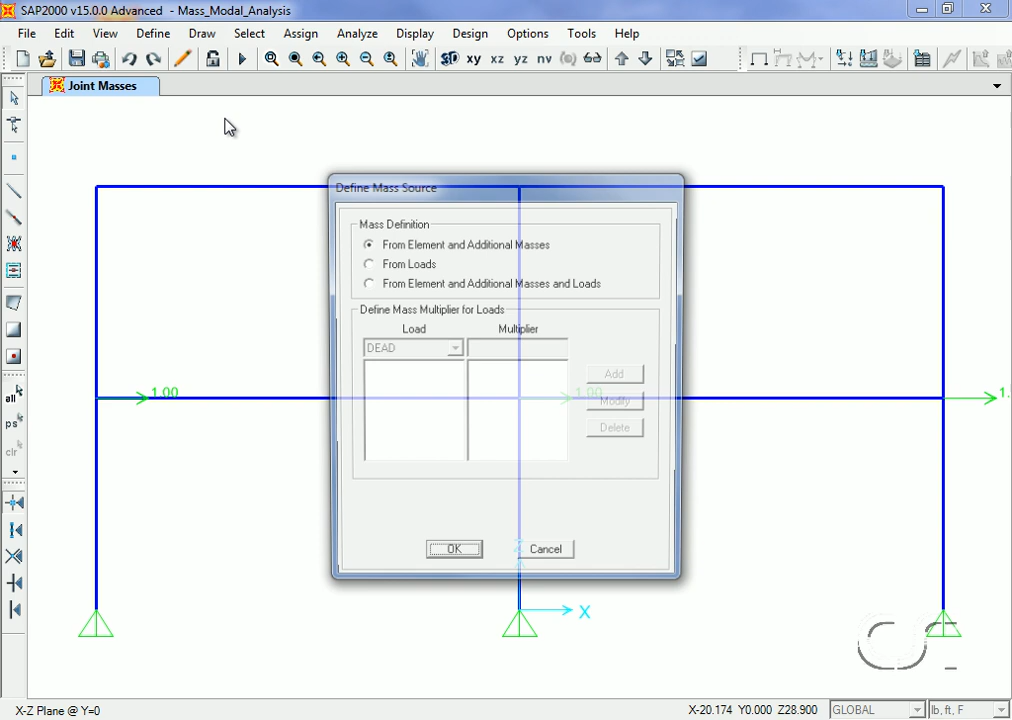 SAP2000 v15.0.0 Advanced - Mass_Modal_Analysis
File Edit View Define Draw Select Assign Analyze Display Design Options Tools Help
3D xy xz yz nv
Joint Masses
Define Mass Source
Mass Definition
From Element and Additional Masses
From Loads
From Element and Additional Masses and Loads
Define Mass Multiplier for Loads
Load Multiplier
DEAD
Add
Modify
Delete
OK Cancel
1.00
1.00
1.
all
ps
clr
X
X-Z Plane @ Y=0
X-20.174 Y0.000 Z28.900
GLOBAL
lb, ft, F